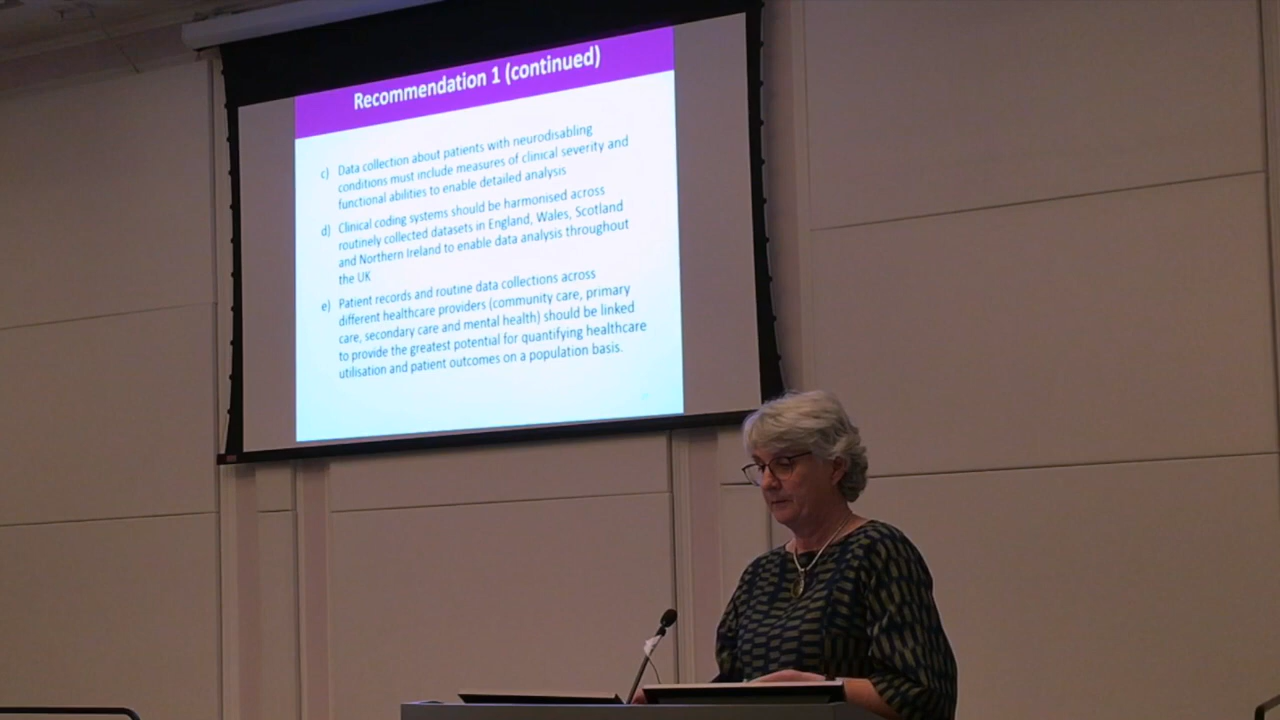 Recommendation 1 (continued)
c) Data collection about patients with neurodisabling
conditions must include measures of clinical severity and
functional abilities to enable detailed analysis
d) Clinical coding systems should be harmonised across
routinely collected datasets in England, Wales, Scotland
and Northern Ireland to enable data analysis throughout
the UK
e) Patient records and routine data collections across
different healthcare providers (community care, primary
care, secondary care and mental health) should be linked
to provide the greatest potential for quantifying healthcare
utilisation and patient outcomes on a population basis.